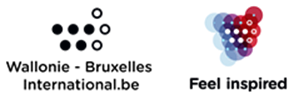 Wallonie - Bruxelles
International.be
Feel inspired